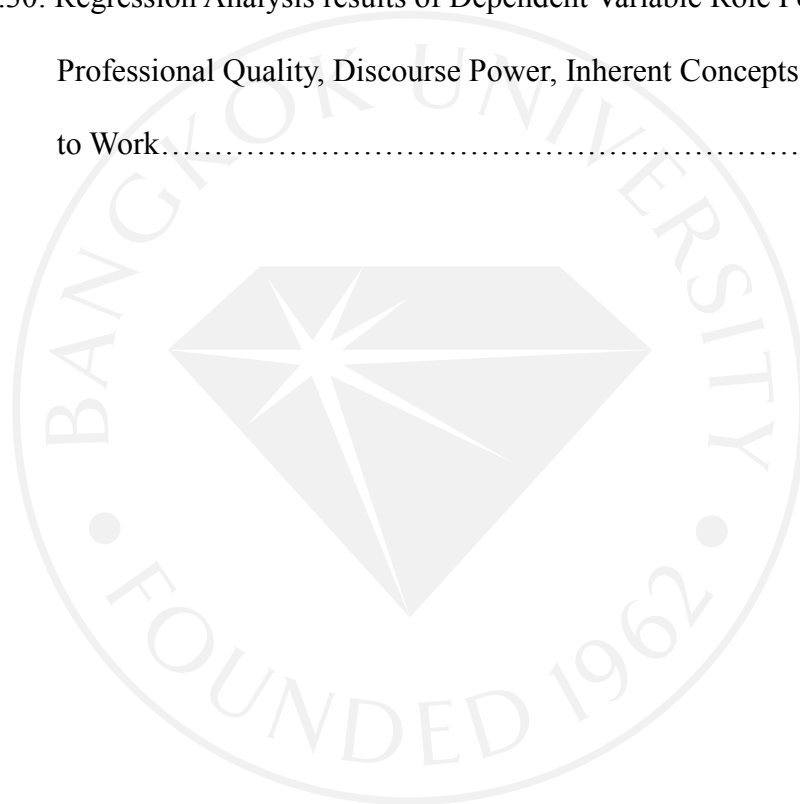 .30: Regression Analysis results of Dependent Variable Role
Professional Quality, Discourse Power, Inherent Concepts
to Work……………………………………………………
BANGKOK UNIVERSITY
• FOUNDED 1962 •